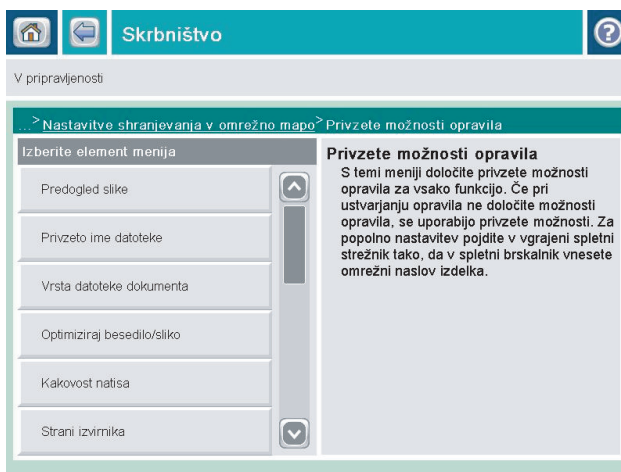 Skrbništvo
?
V pripravljenosti
...> Nastavitve shranjevanja v omrežno mapo > Privzete možnosti opravila
Izberite element menija
Predogled slike
Privzeto ime datoteke
Vrsta datoteke dokumenta
Optimiziraj besedilo/sliko
Kakovost natisa
Strani izvirnika
Privzete možnosti opravila
S temi meniji določite privzete možnosti
opravila za vsako funkcijo. Če pri
ustvarjanju opravila ne določite možnosti
opravila, se uporabijo privzete možnosti. Za
popolno nastavitev pojdite v vgrajeni spletni
strežnik tako, da v spletni brskalnik vnesete
omrežni naslov izdelka.